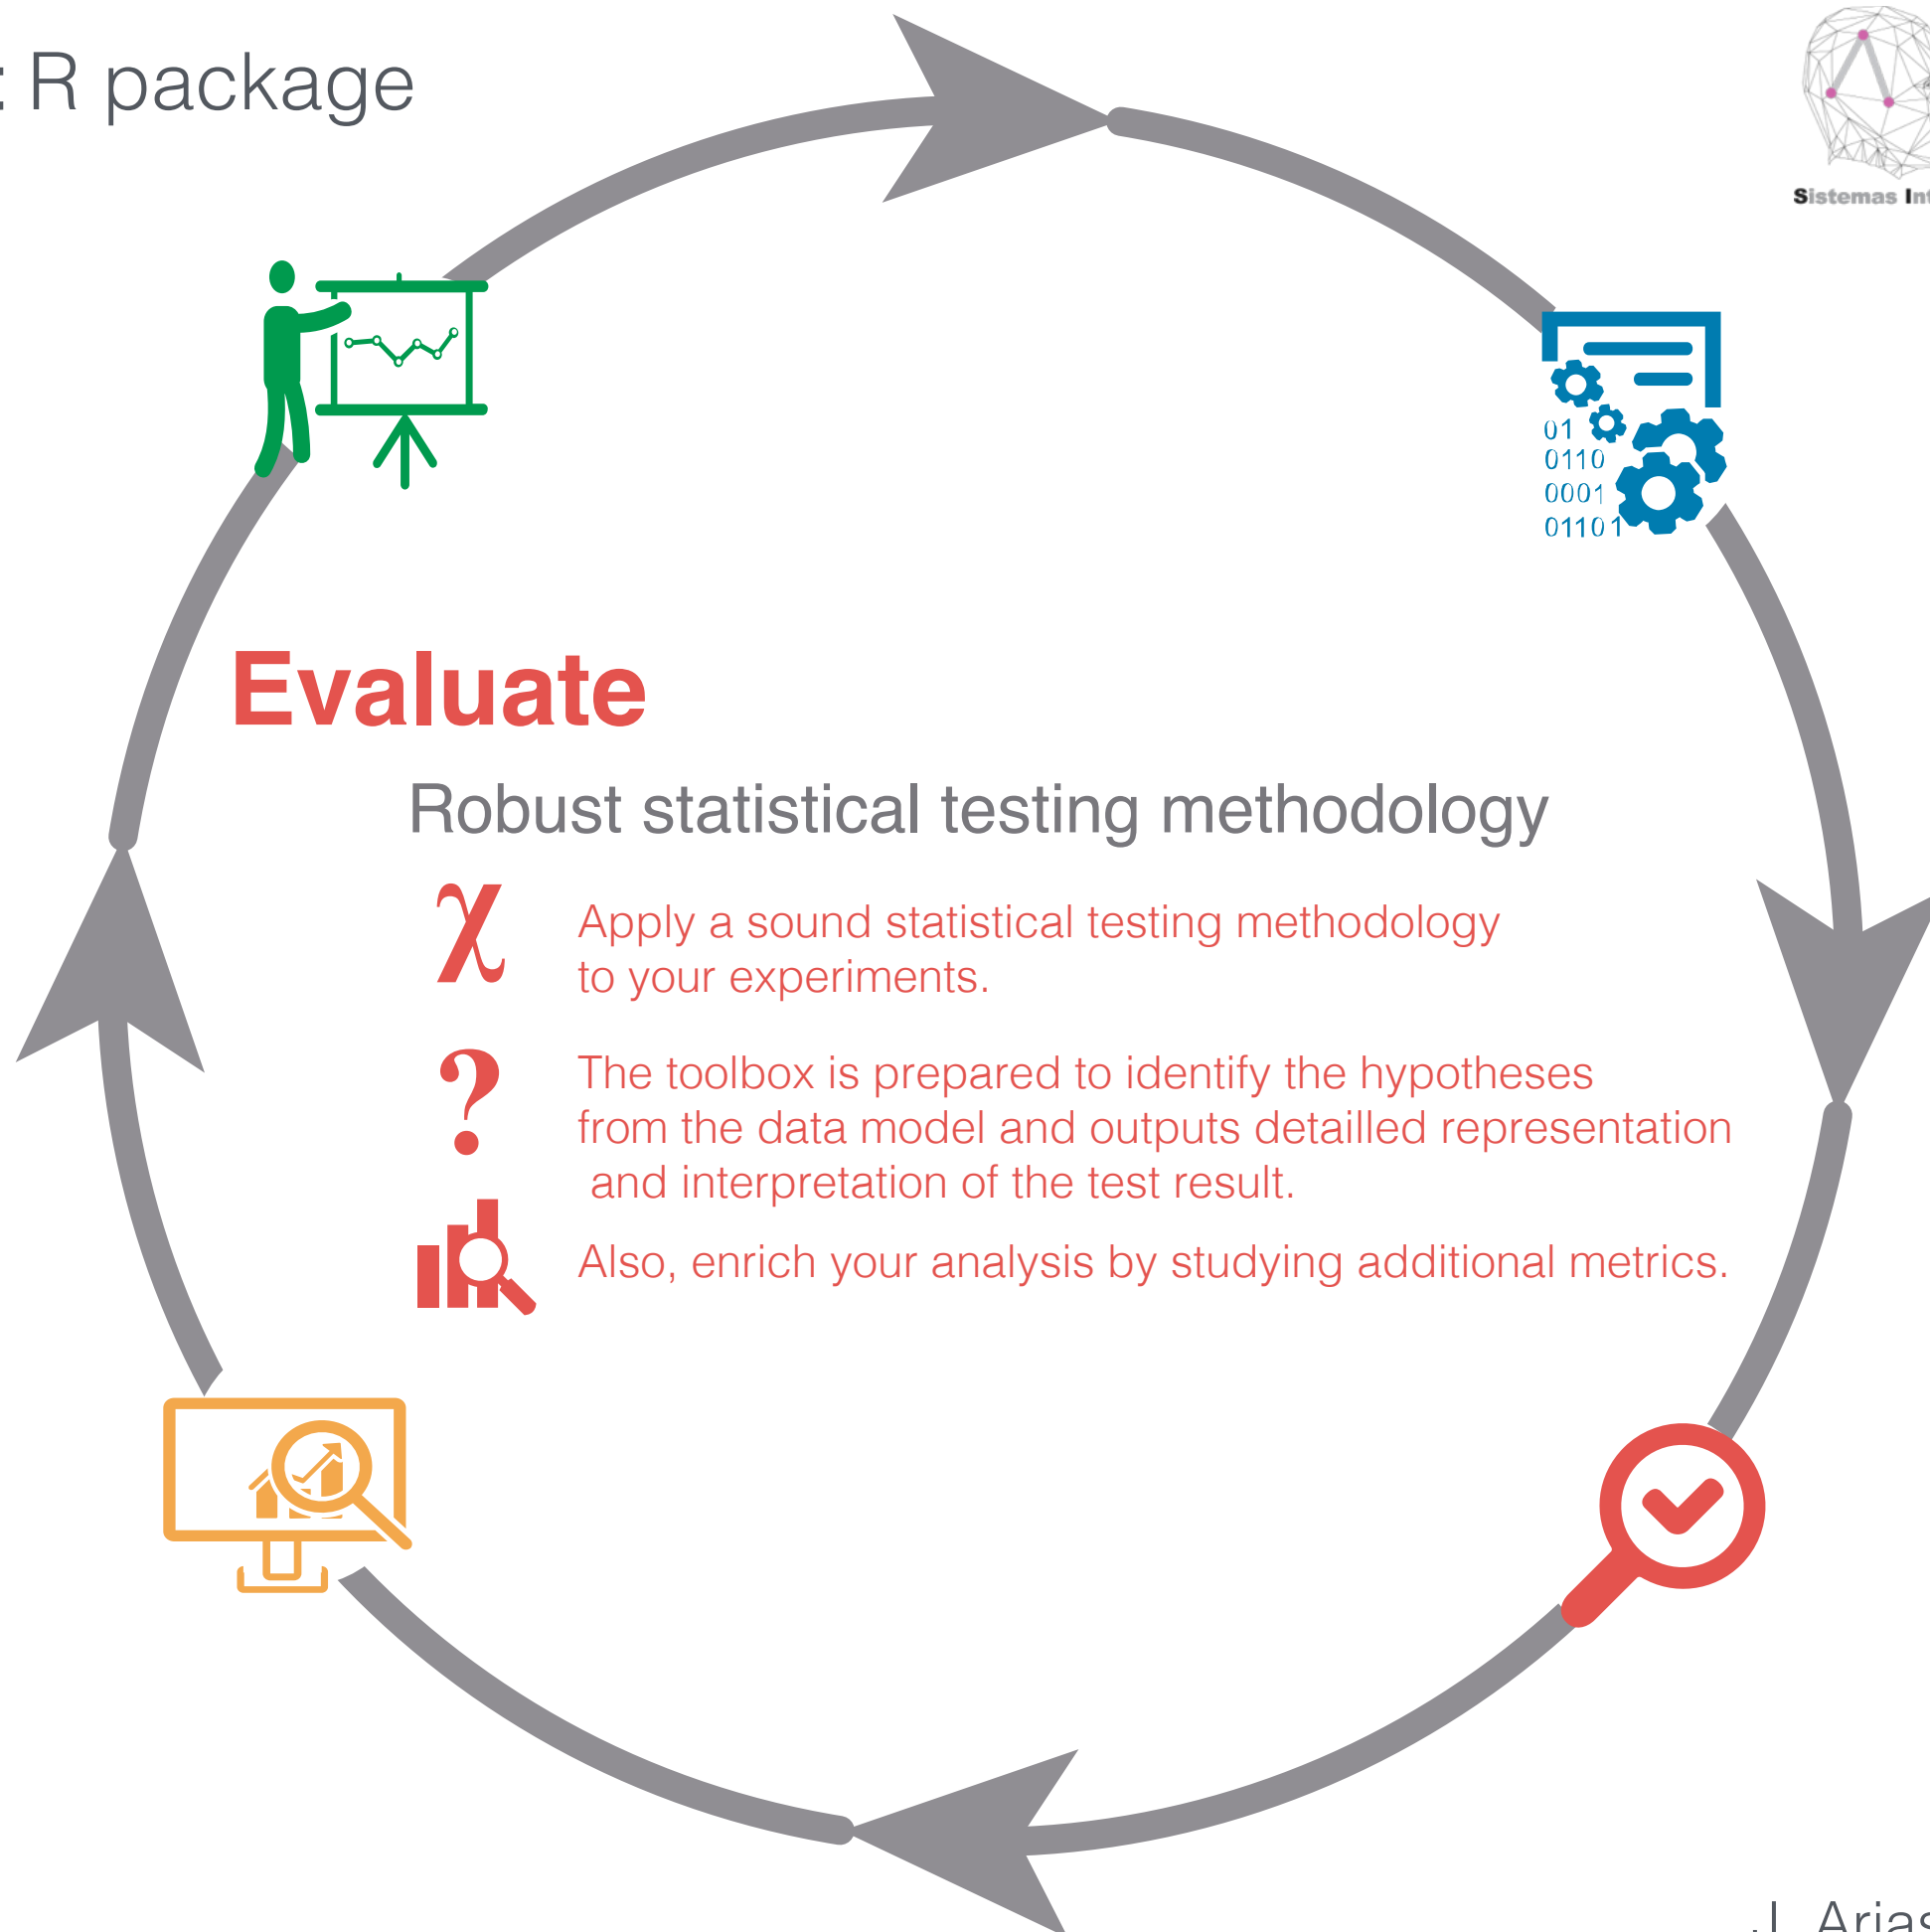 : R package
Sistemas Int
01
0110
0001
01101
Evaluate
Robust statistical testing methodology
χ
Apply a sound statistical testing methodology
to your experiments.
?
The toolbox is prepared to identify the hypotheses
from the data model and outputs detailled representation
and interpretation of the test result.
Also, enrich your analysis by studying additional metrics.
J. Arias